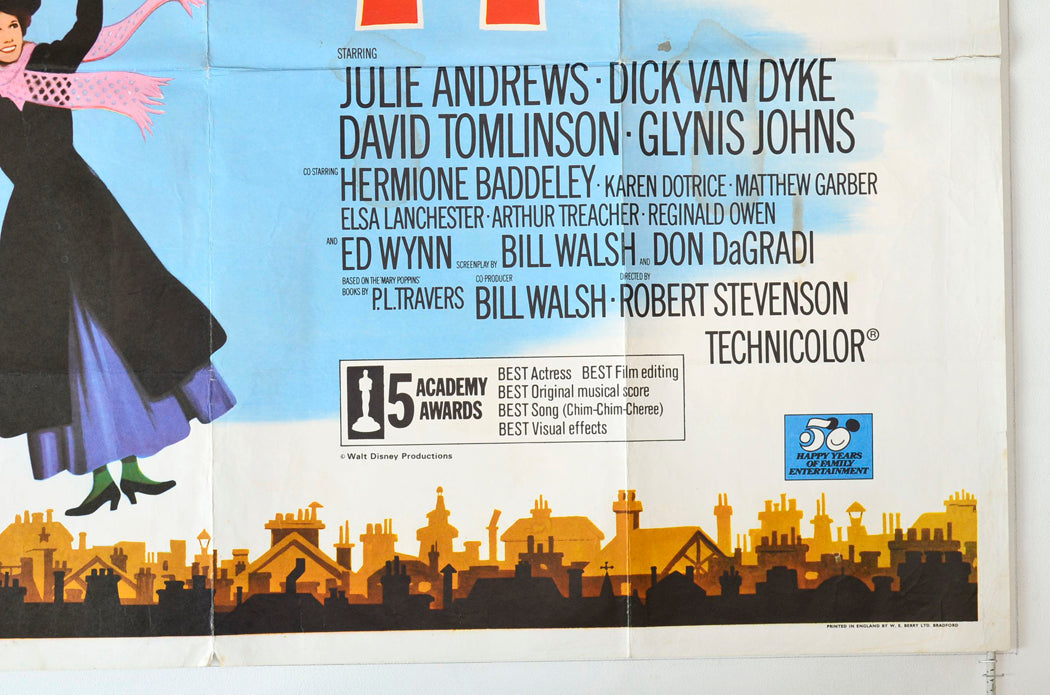 STARRING
JULIE ANDREWS · DICK VAN DYKE
DAVID TOMLINSON · GLYNIS JOHNS
CO-STARRING HERMIONE BADDELEY · KAREN DOTRICE · MATTHEW GARBER
ELSA LANCHESTER · ARTHUR TREACHER · REGINALD OWEN
AND ED WYNN SCREENPLAY BY BILL WALSH AND DON DaGRADI
BASED ON THE "MARY POPPINS" BOOKS BY P.L. TRAVERS CO-PRODUCER BILL WALSH · DIRECTED BY ROBERT STEVENSON
TECHNICOLOR®
5 ACADEMY AWARDS
BEST Actress BEST Film editing
BEST Original musical score
BEST Song (Chim-Chim-Cheree)
BEST Visual effects
© Walt Disney Productions
50
HAPPY YEARS
OF FAMILY
ENTERTAINMENT
PRINTED IN ENGLAND BY W. E. BERRY LTD. BRADFORD